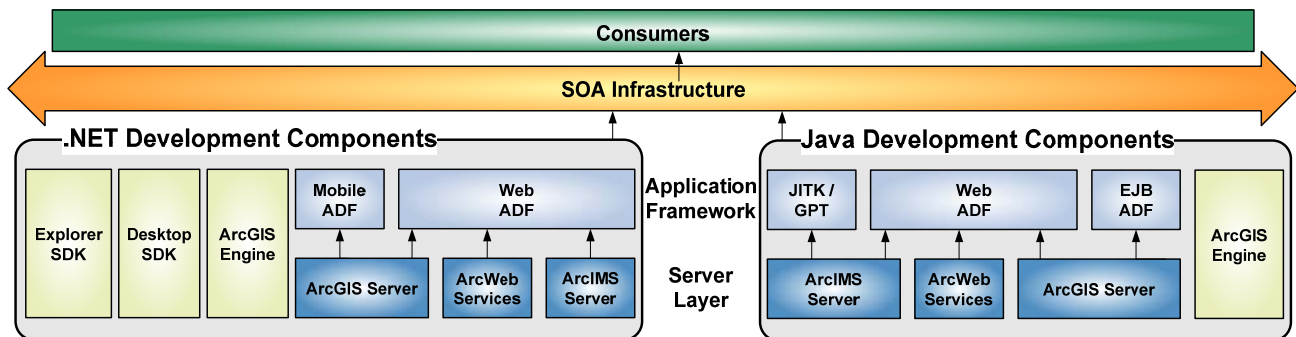 Consumers
SOA Infrastructure
.NET Development Components
Java Development Components
Explorer
SDK
Desktop
SDK
ArcGIS
Engine
Mobile
ADF
Web
ADF
ArcGIS Server
ArcWeb
Services
ArcIMS
Server
Application
Framework
Server
Layer
JITK /
GPT
Web
ADF
EJB
ADF
ArcIMS
Server
ArcWeb
Services
ArcGIS Server
ArcGIS
Engine